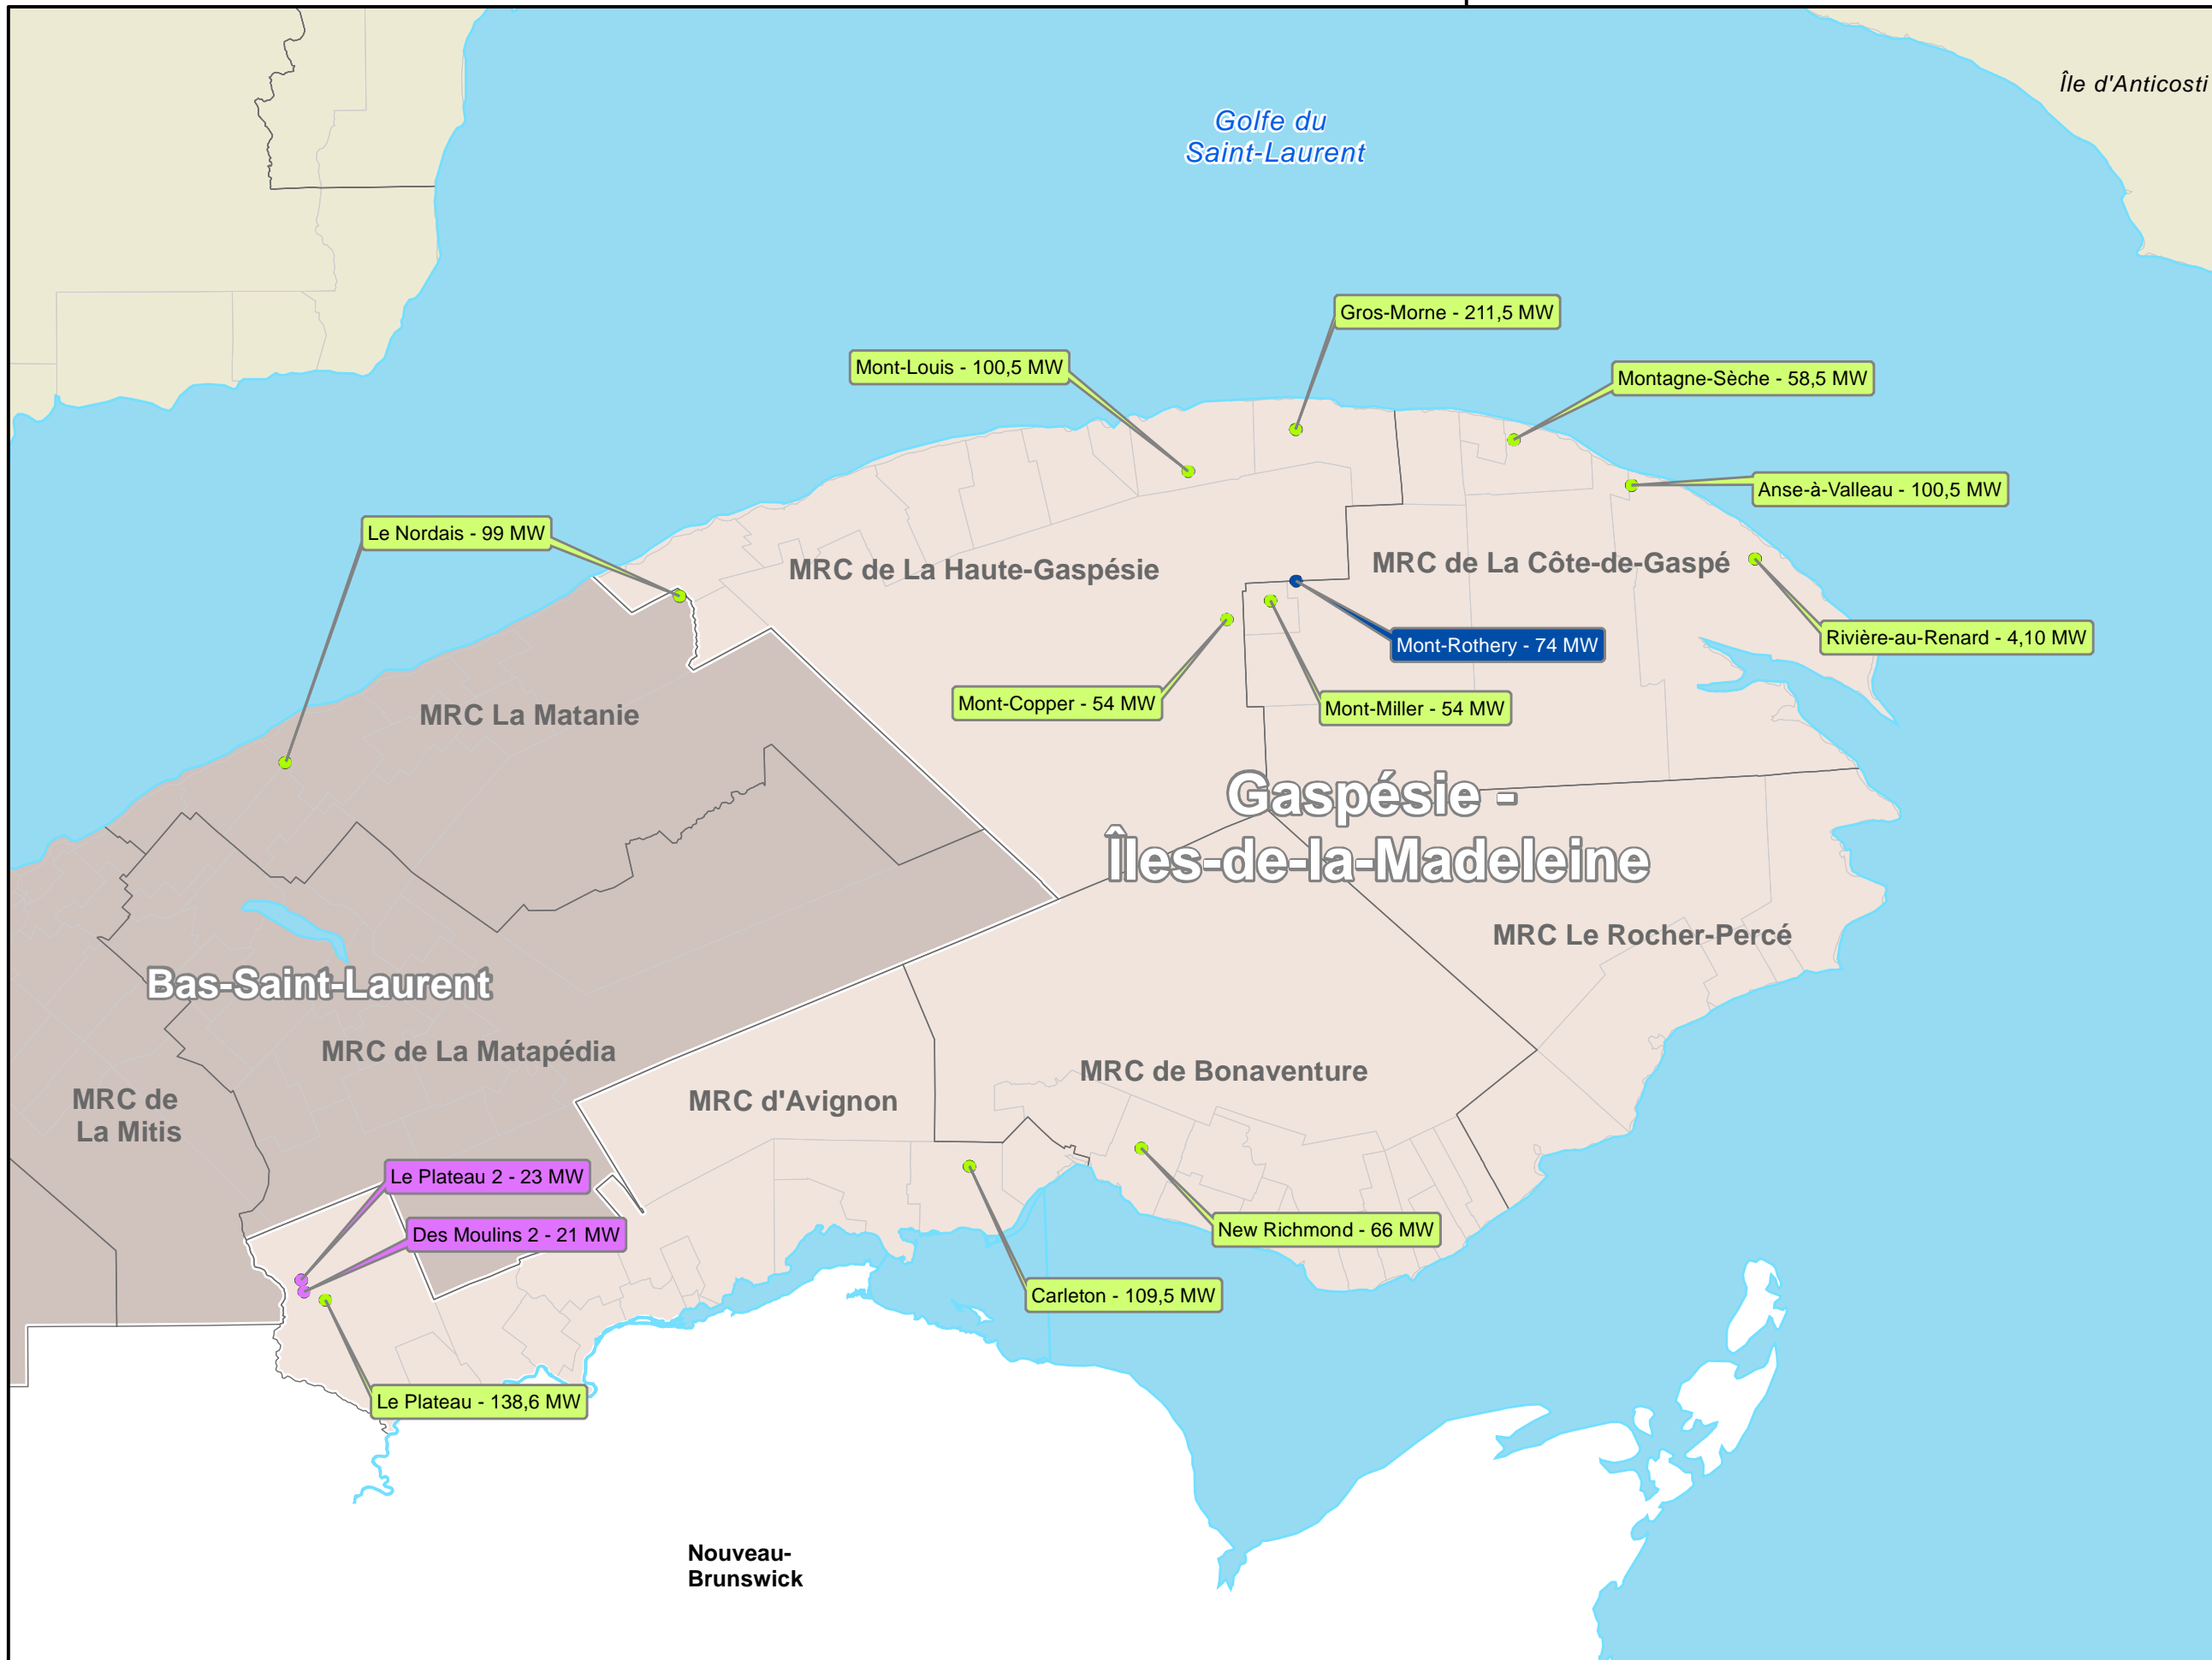 Île d'Anticosti
Golfe du
Saint-Laurent
Gros-Morne - 211,5 MW
Mont-Louis - 100,5 MW
Montagne-Sèche - 58,5 MW
Anse-à-Valleau - 100,5 MW
Le Nordais - 99 MW
MRC de La Haute-Gaspésie
MRC de La Côte-de-Gaspé
Rivière-au-Renard - 4,10 MW
Mont-Rothery - 74 MW
Mont-Copper - 54 MW
Mont-Miller - 54 MW
MRC La Matanie
Gaspésie -
Îles-de-la-Madeleine
MRC Le Rocher-Percé
Bas-Saint-Laurent
MRC de La Matapédia
MRC de Bonaventure
MRC d'Avignon
MRC de
La Mitis
Le Plateau 2 - 23 MW
Des Moulins 2 - 21 MW
New Richmond - 66 MW
Carleton - 109,5 MW
Le Plateau - 138,6 MW
Nouveau-
Brunswick